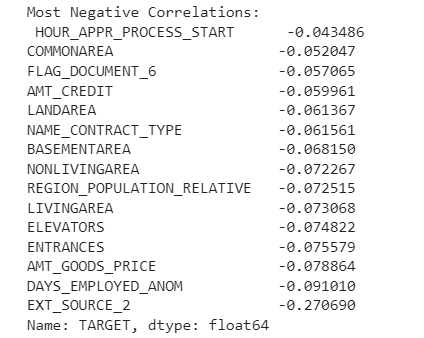 Most Negative Correlations:
HOUR_APPR_PROCESS_START -0.043486
COMMONAREA -0.052047
FLAG_DOCUMENT_6 -0.057065
AMT_CREDIT -0.059961
LANDAREA -0.061367
NAME_CONTRACT_TYPE -0.061561
BASEMENTAREA -0.068150
NONLIVINGAREA -0.072267
REGION_POPULATION_RELATIVE -0.072515
LIVINGAREA -0.073068
ELEVATORS -0.074822
ENTRANCES -0.075579
AMT_GOODS_PRICE -0.078864
DAYS_EMPLOYED_ANOM -0.091010
EXT_SOURCE_2 -0.270690
Name: TARGET, dtype: float64